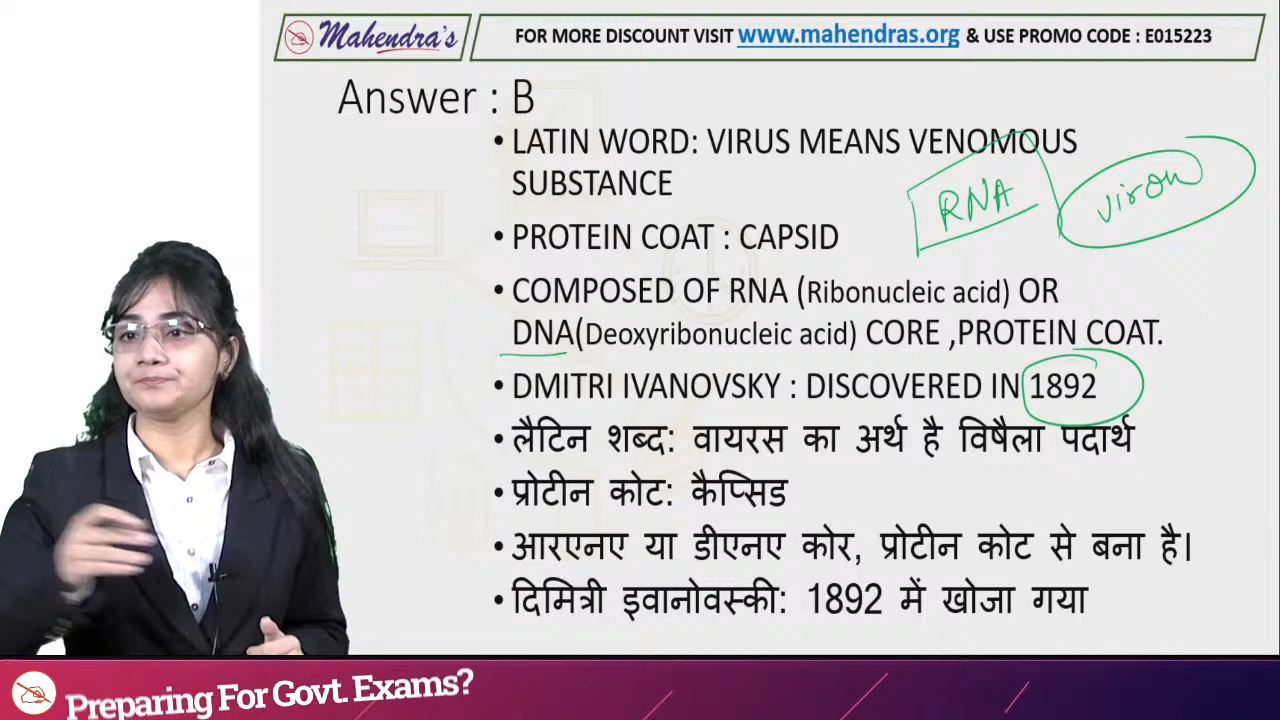 Mahendra's
FOR MORE DISCOUNT VISIT www.mahendras.org & USE PROMO CODE : E015223
Answer : B
• LATIN WORD: VIRUS MEANS VENOMOUS
SUBSTANCE
RNA
viron
• PROTEIN COAT : CAPSID
• COMPOSED OF RNA (Ribonucleic acid) OR
DNA(Deoxyribonucleic acid) CORE ,PROTEIN COAT.
• DMITRI IVANOVSKY : DISCOVERED IN 1892
• लैटिन शब्द: वायरस का अर्थ है विषैला पदार्थ
• प्रोटीन कोट: कैप्सिड
• आरएनए या डीएनए कोर, प्रोटीन कोट से बना है।
• दिमित्री इवानोवस्की: 1892 में खोजा गया
Preparing For Govt. Exams?